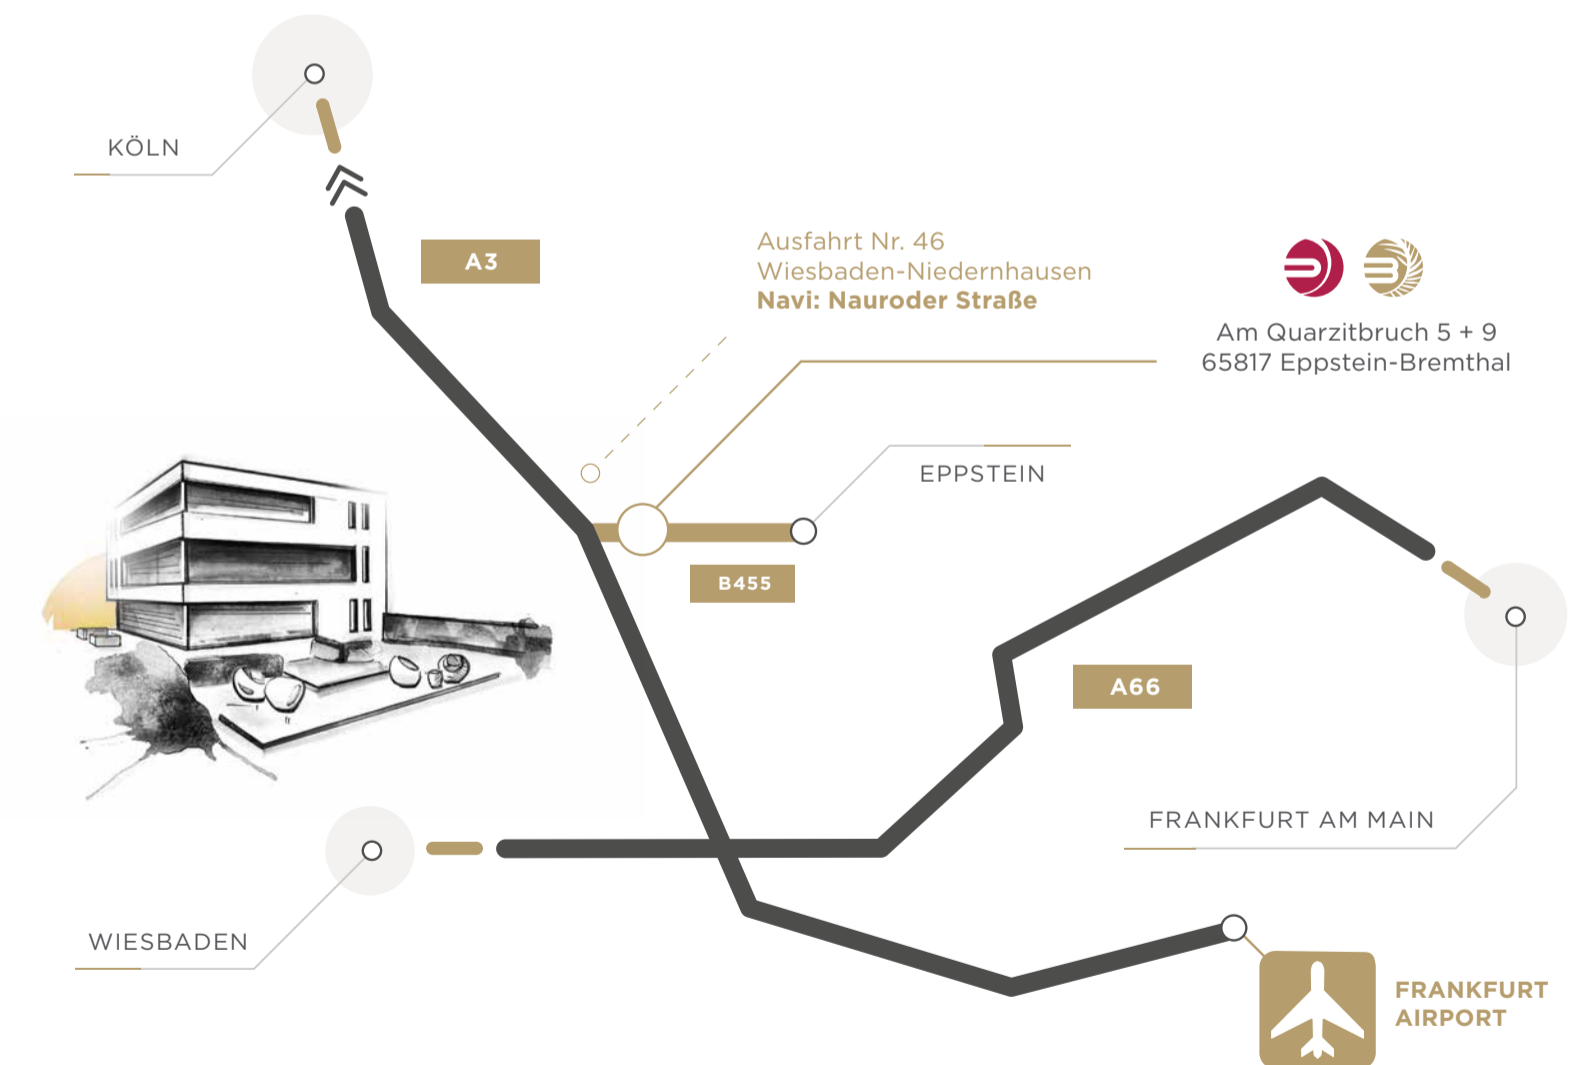 KÖLN
A3
Ausfahrt Nr. 46
Wiesbaden-Niedernhausen
Navi: Nauroder Straße
Am Quarzitbruch 5 + 9
65817 Eppstein-Bremthal
EPPSTEIN
B455
A66
FRANKFURT AM MAIN
WIESBADEN
FRANKFURT
AIRPORT